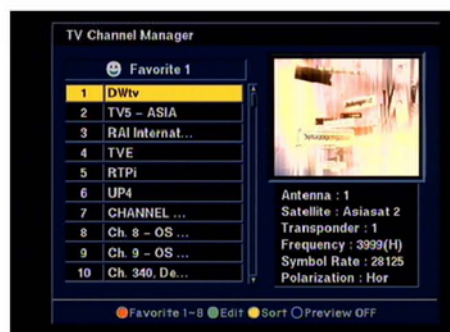 TV Channel Manager
Favorite 1
1 DWtv
2 TV5 – ASIA
3 RAI Internat...
4 TVE
5 RTPi
6 UP4
7 CHANNEL ...
8 Ch. 8 – OS ...
9 Ch. 9 – OS ...
10 Ch. 340, De...
Antenna : 1
Satellite : Asiasat 2
Transponder : 1
Frequency : 3999(H)
Symbol Rate : 28125
Polarization : Hor
Favorite 1~8 Edit Sort Preview OFF